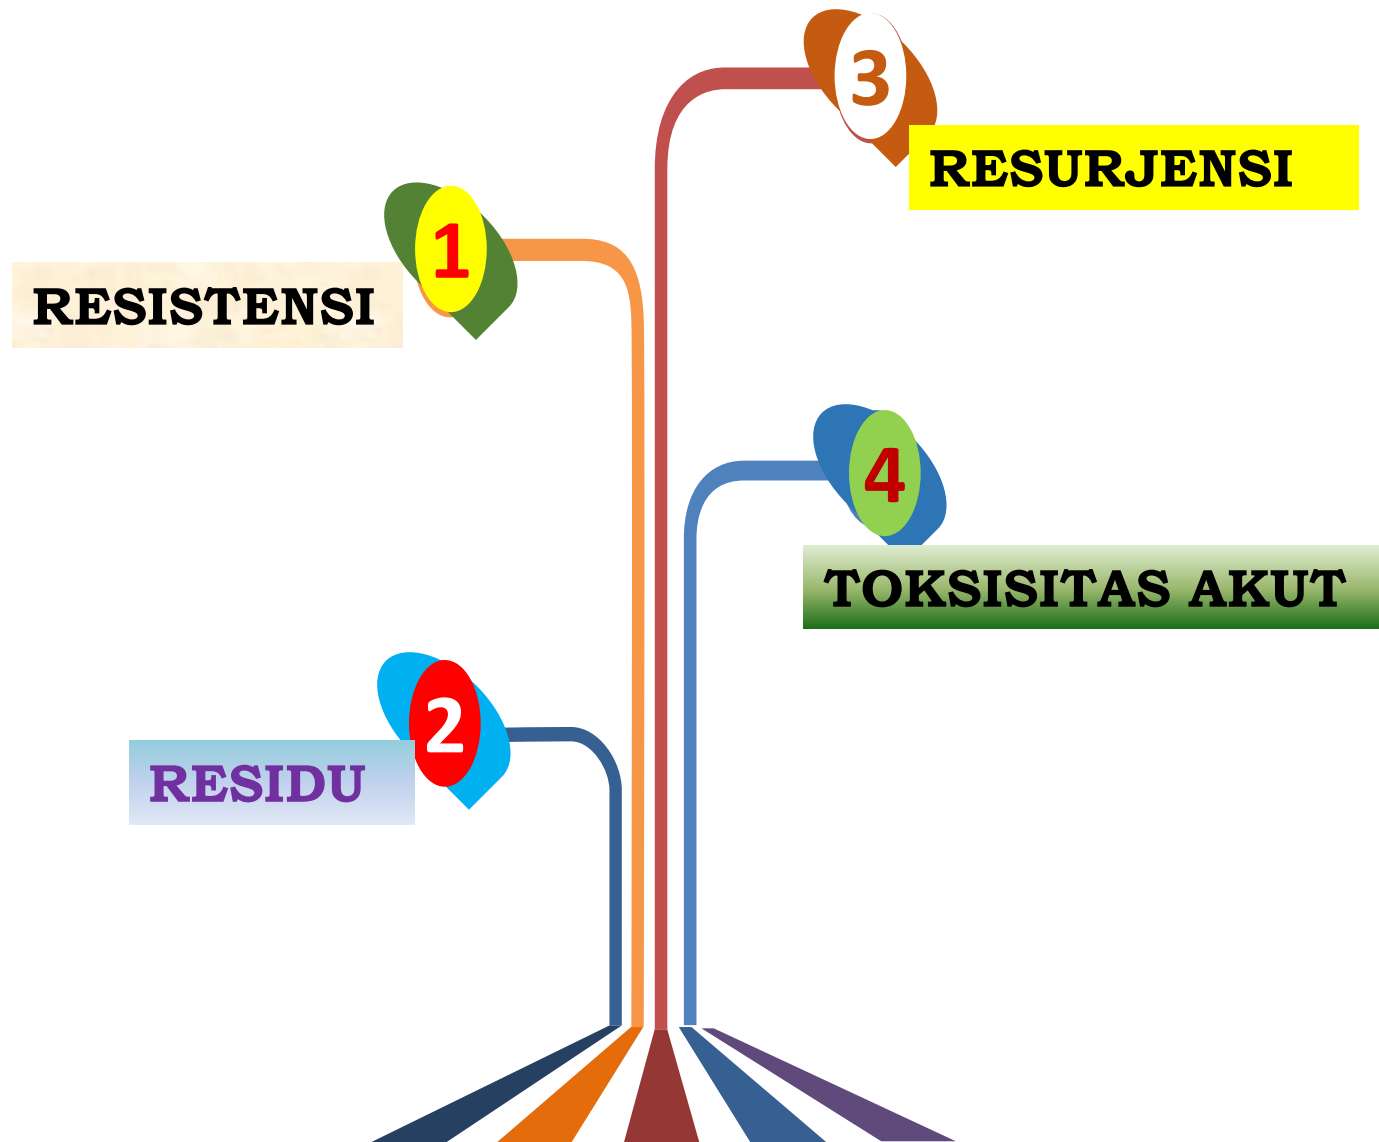 1
RESISTENSI
2
RESIDU
3
RESURJENSI
4
TOKSISITAS AKUT